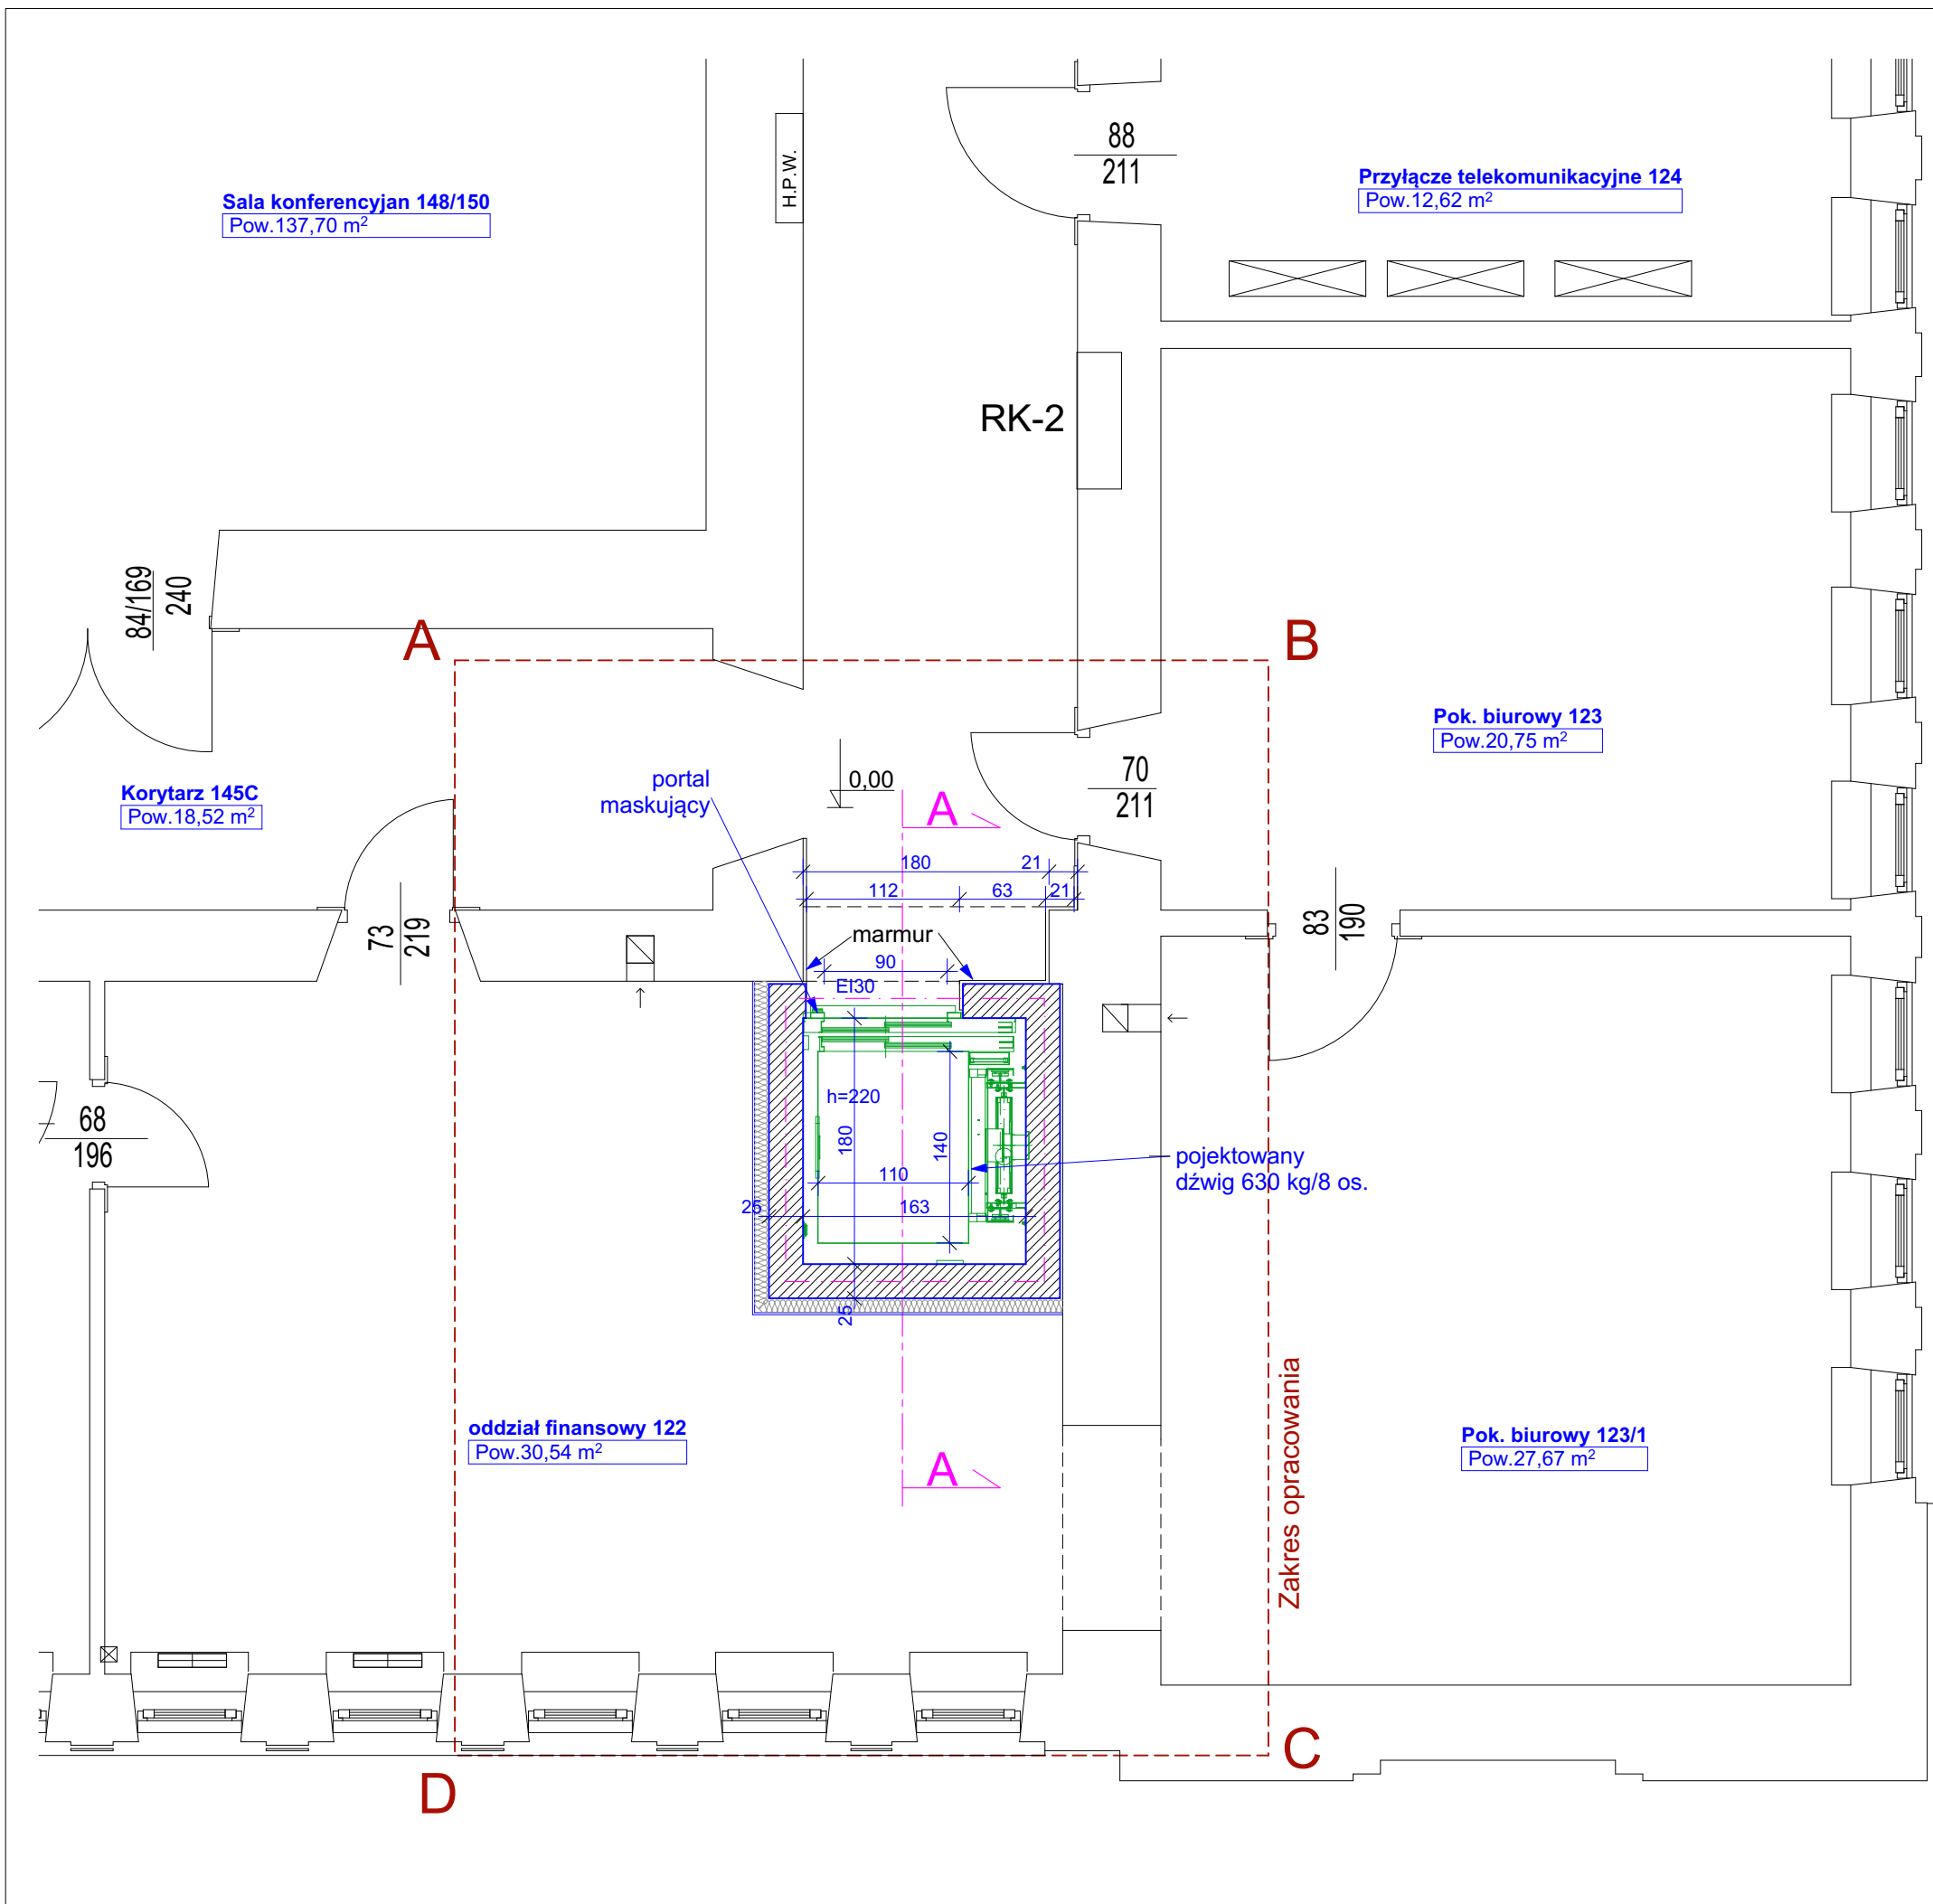 H.P.W.
88
211
Sala konferencyjan 148/150
Pow.137,70 m²
Przyłącze telekomunikacyjne 124
Pow.12,62 m²
RK-2
84/169
240
A
B
Pok. biurowy 123
Pow.20,75 m²
Korytarz 145C
Pow.18,52 m²
portal
maskujący
0,00
70
211
A
180
21
112
63
21
73
219
83
190
marmur
90
EI30
h=220
180
140
110
68
196
pojektowany
dźwig 630 kg/8 os.
25
163
25
oddział finansowy 122
Pow.30,54 m²
A
Zakres opracowania
Pok. biurowy 123/1
Pow.27,67 m²
C
D